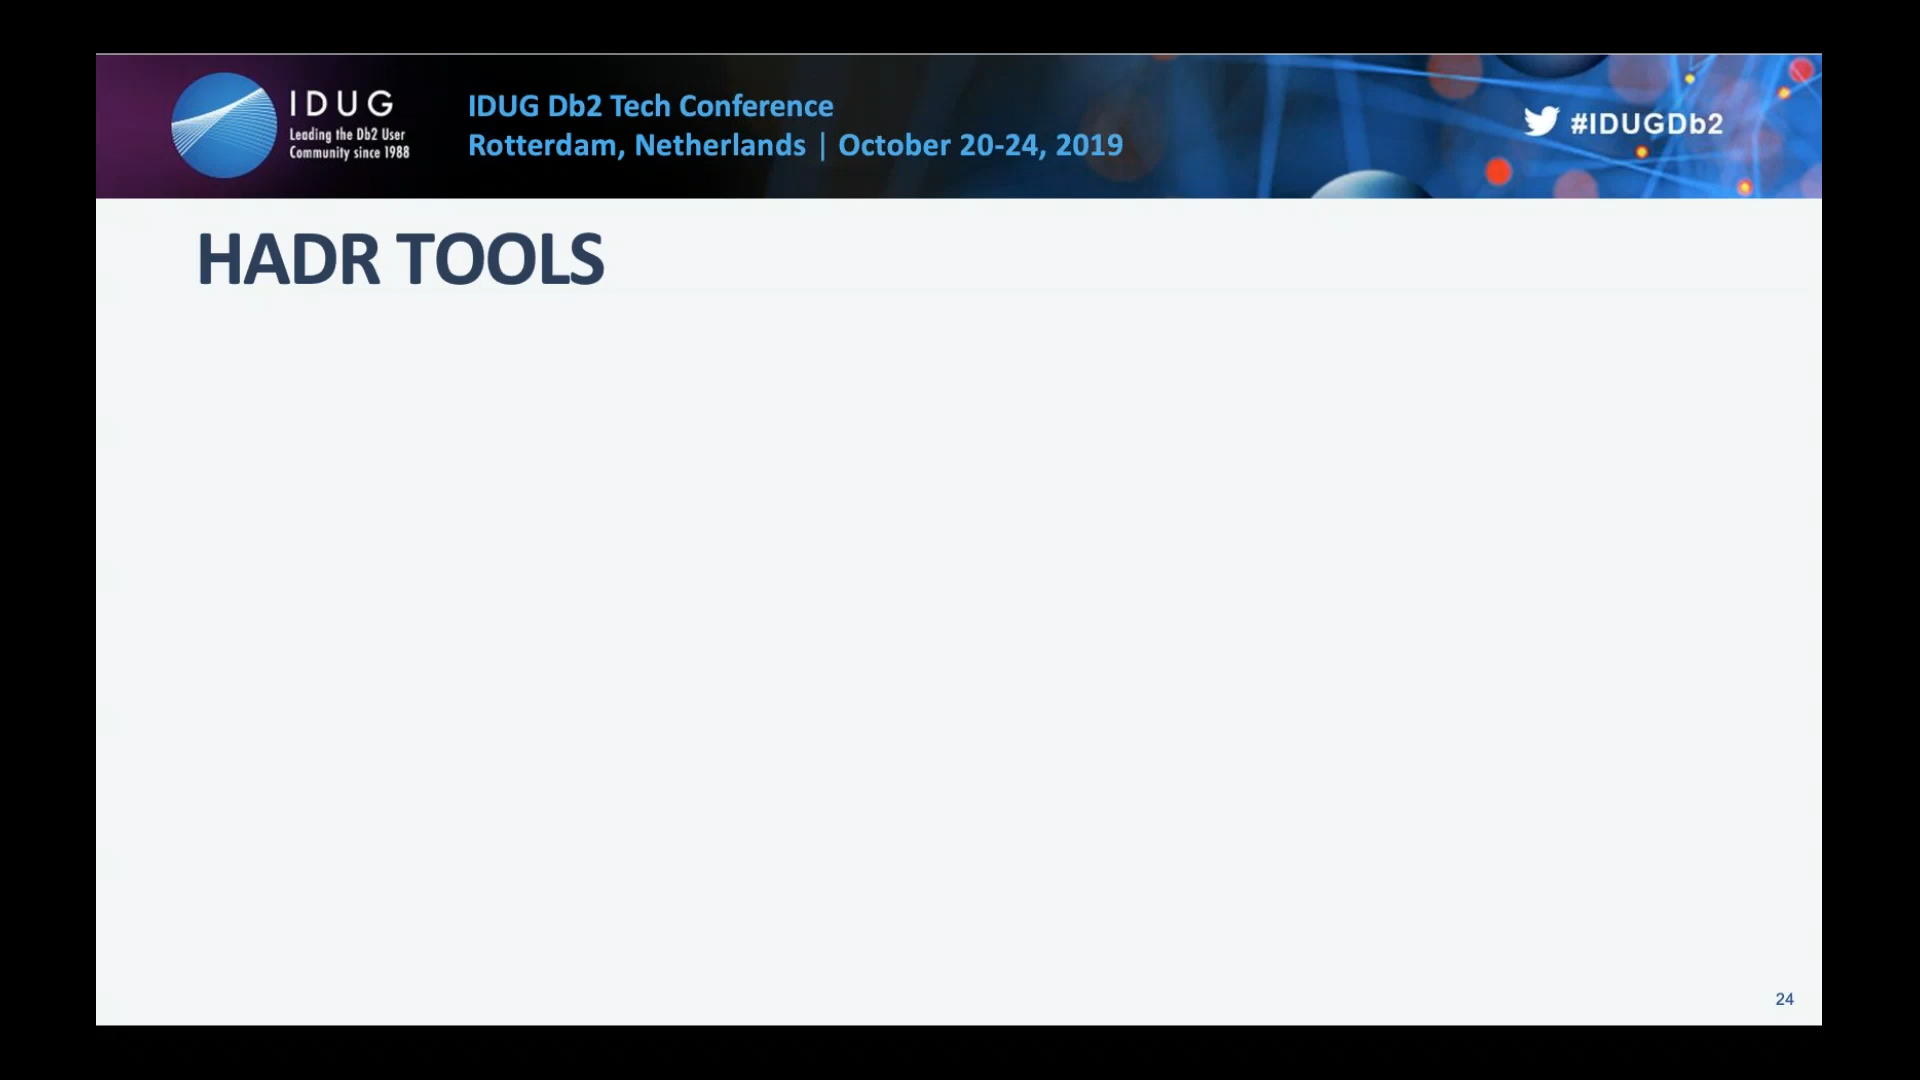 IDUG
Leading the Db2 User
Community since 1988
IDUG Db2 Tech Conference
Rotterdam, Netherlands | October 20-24, 2019
#IDUGDb2
HADR TOOLS
24